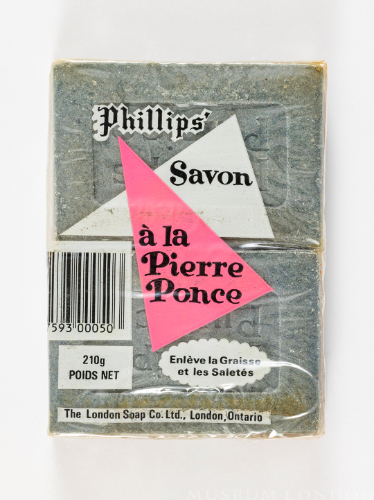 Phillips'
Savon
à la
Pierre
Ponce
593 00050
210g
POIDS NET
Enlève la Graisse
et les Saletés
The London Soap Co. Ltd., London, Ontario